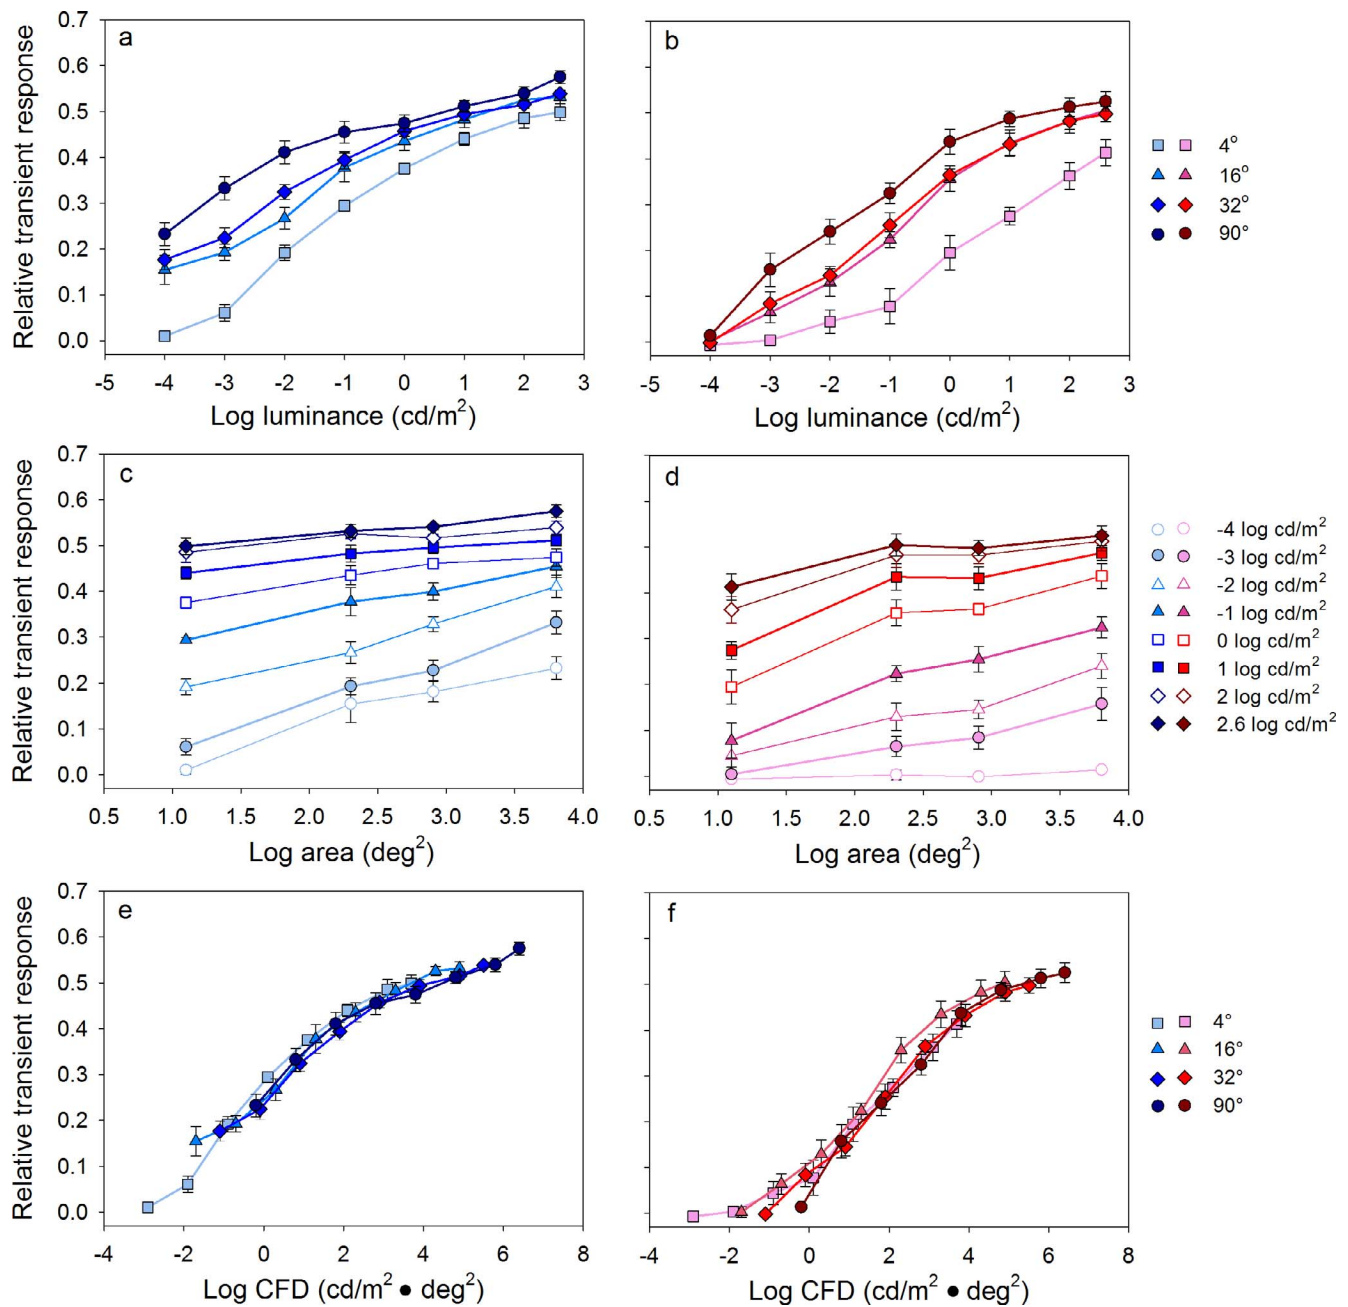 a
b
0.7
0.6
0.5
0.4
0.3
0.2
0.1
0.0
Relative transient response
-5 -4 -3 -2 -1 0 1 2 3
-5 -4 -3 -2 -1 0 1 2 3
Log luminance (cd/m²)
Log luminance (cd/m²)
4°
16°
32°
90°
c
d
0.7
0.6
0.5
0.4
0.3
0.2
0.1
0.0
Relative transient response
0.5 1.0 1.5 2.0 2.5 3.0 3.5 4.0
0.5 1.0 1.5 2.0 2.5 3.0 3.5 4.0
Log area (deg²)
Log area (deg²)
-4 log cd/m²
-3 log cd/m²
-2 log cd/m²
-1 log cd/m²
0 log cd/m²
1 log cd/m²
2 log cd/m²
2.6 log cd/m²
e
f
0.7
0.6
0.5
0.4
0.3
0.2
0.1
0.0
Relative transient response
-4 -2 0 2 4 6 8
-4 -2 0 2 4 6 8
Log CFD (cd/m² • deg²)
Log CFD (cd/m² • deg²)
4°
16°
32°
90°